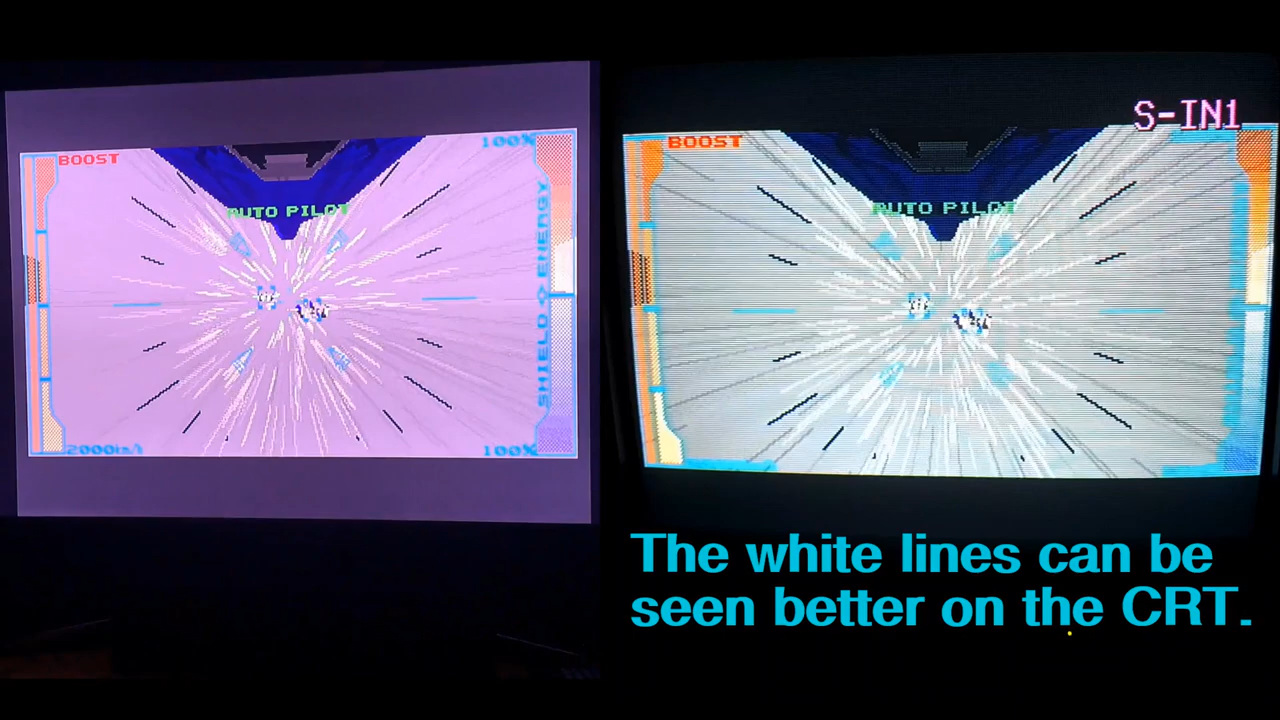 BOOST
100%
AUTO PILOT
SHIELD O ENERGY
100%
S-IN1
BOOST
AUTO PILOT
The white lines can be
seen better on the CRT.